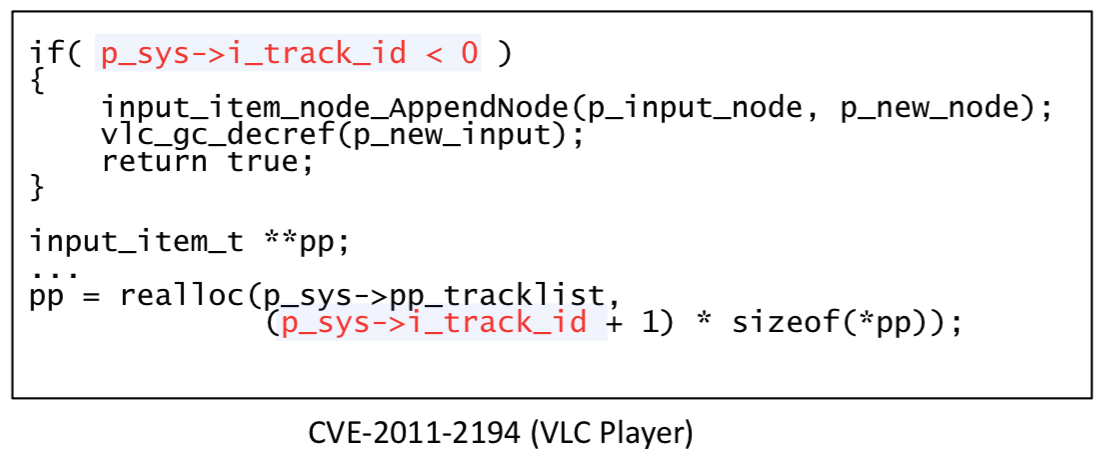 if( p_sys->i_track_id < 0 )
{
    input_item_node_AppendNode(p_input_node, p_new_node);
    vlc_gc_decref(p_new_input);
    return true;
}
input_item_t **pp;
...
pp = realloc(p_sys->pp_tracklist,
             (p_sys->i_track_id + 1) * sizeof(*pp));
CVE-2011-2194 (VLC Player)